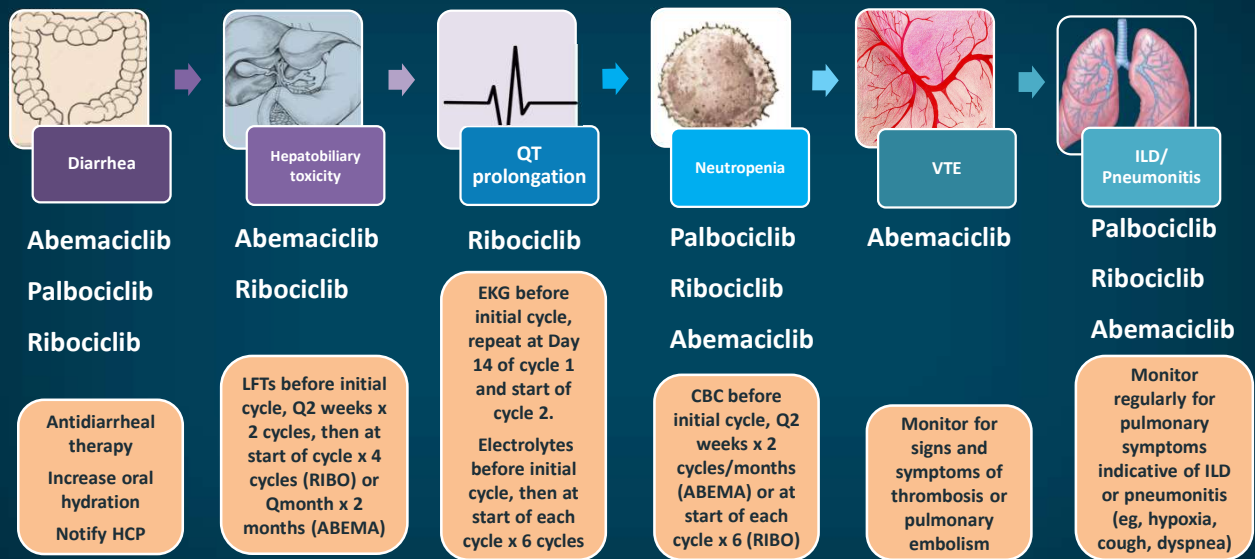 Diarrhea
Hepatobiliary
toxicity
QT
prolongation
Neutropenia
VTE
ILD/
Pneumonitis
Abemaciclib
Palbociclib
Ribociclib
Antidiarrheal
therapy
Increase oral
hydration
Notify HCP
Abemaciclib
Ribociclib
LFTs before initial
cycle, Q2 weeks x
2 cycles, then at
start of cycle x 4
cycles (RIBO) or
Qmonth x 2
months (ABEMA)
Ribociclib
EKG before
initial cycle,
repeat at Day
14 of cycle 1
and start of
cycle 2.
Electrolytes
before initial
cycle, then at
start of each
cycle x 6 cycles
Palbociclib
Ribociclib
Abemaciclib
CBC before
initial cycle, Q2
weeks x 2
cycles/months
(ABEMA) or at
start of each
cycle x 6 (RIBO)
Abemaciclib
Monitor for
signs and
symptoms of
thrombosis or
pulmonary
embolism
Palbociclib
Ribociclib
Abemaciclib
Monitor
regularly for
pulmonary
symptoms
indicative of ILD
or pneumonitis
(eg, hypoxia,
cough, dyspnea)